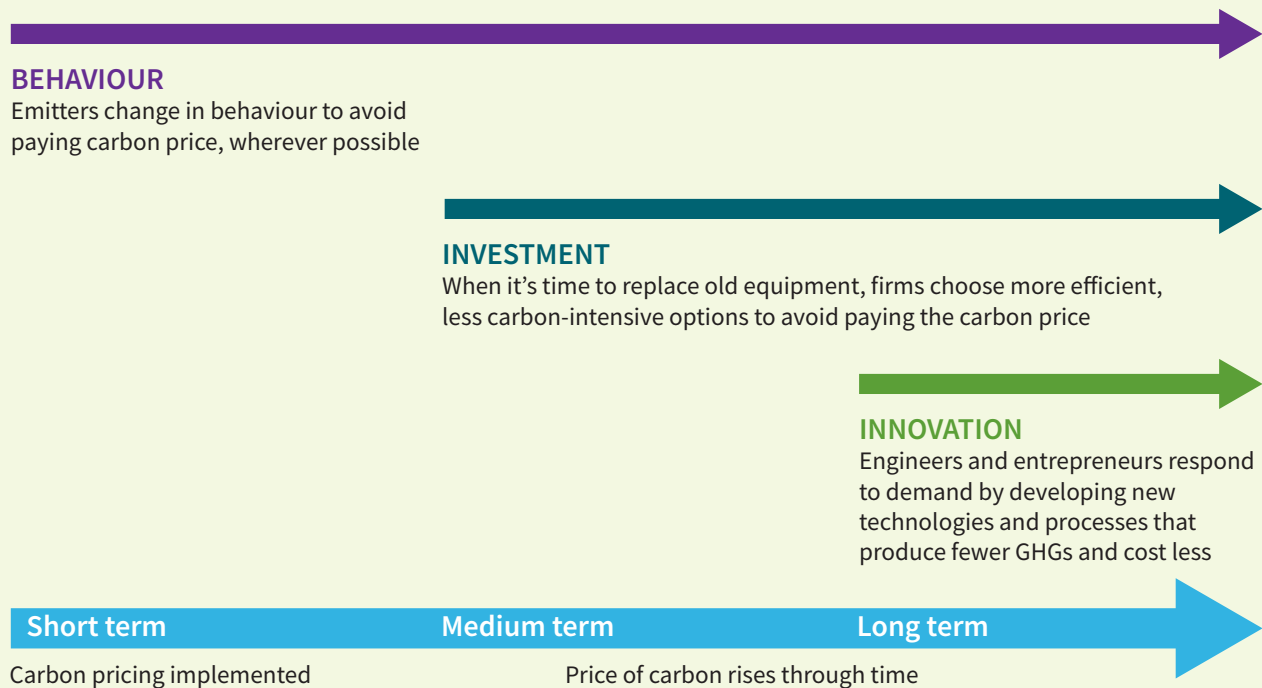 BEHAVIOUR
Emitters change in behaviour to avoid
paying carbon price, wherever possible
INVESTMENT
When it’s time to replace old equipment, firms choose more efficient,
less carbon-intensive options to avoid paying the carbon price
INNOVATION
Engineers and entrepreneurs respond
to demand by developing new
technologies and processes that
produce fewer GHGs and cost less
Short term
Medium term
Long term
Carbon pricing implemented
Price of carbon rises through time